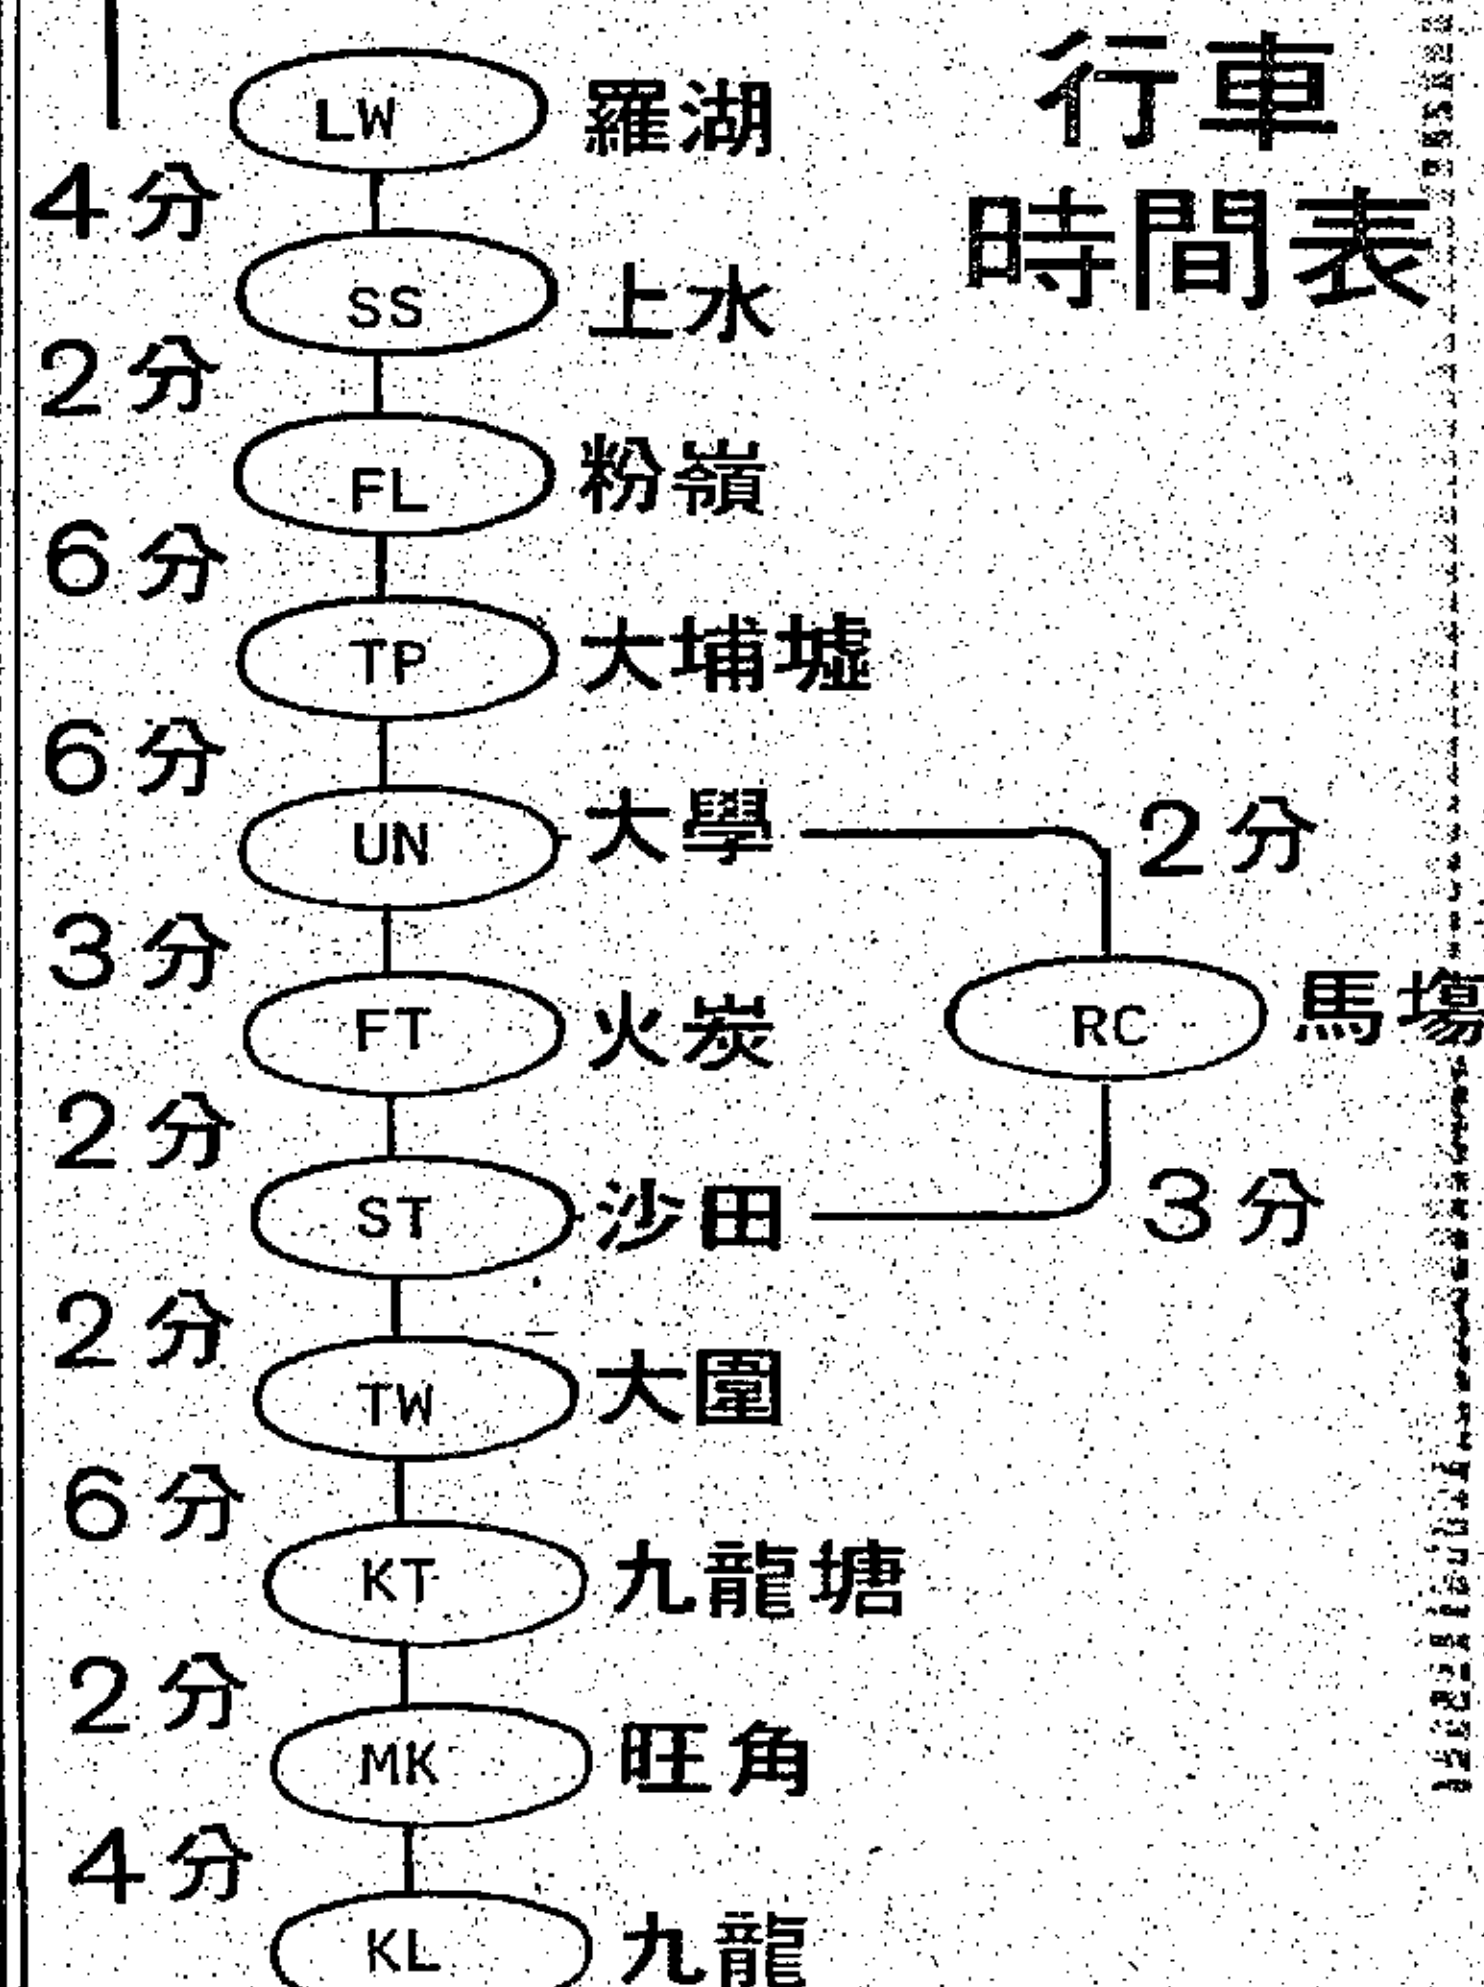 行車
時間表
LW 羅湖
4分
SS 上水
2分
FL 粉嶺
6分
TP 大埔墟
6分
UN 大學
2分
3分
RC 馬場
FT 火炭
2分
3分
ST 沙田
2分
TW 大圍
6分
KT 九龍塘
2分
MK 旺角
4分
KL 九龍